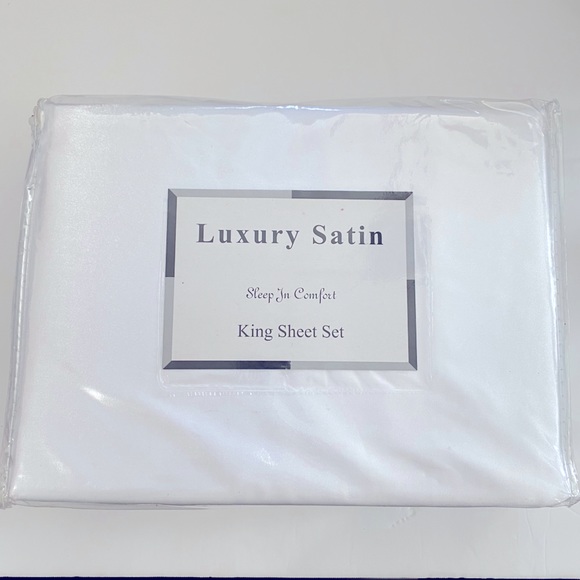 Luxury Satin
Sleep In Comfort
King Sheet Set